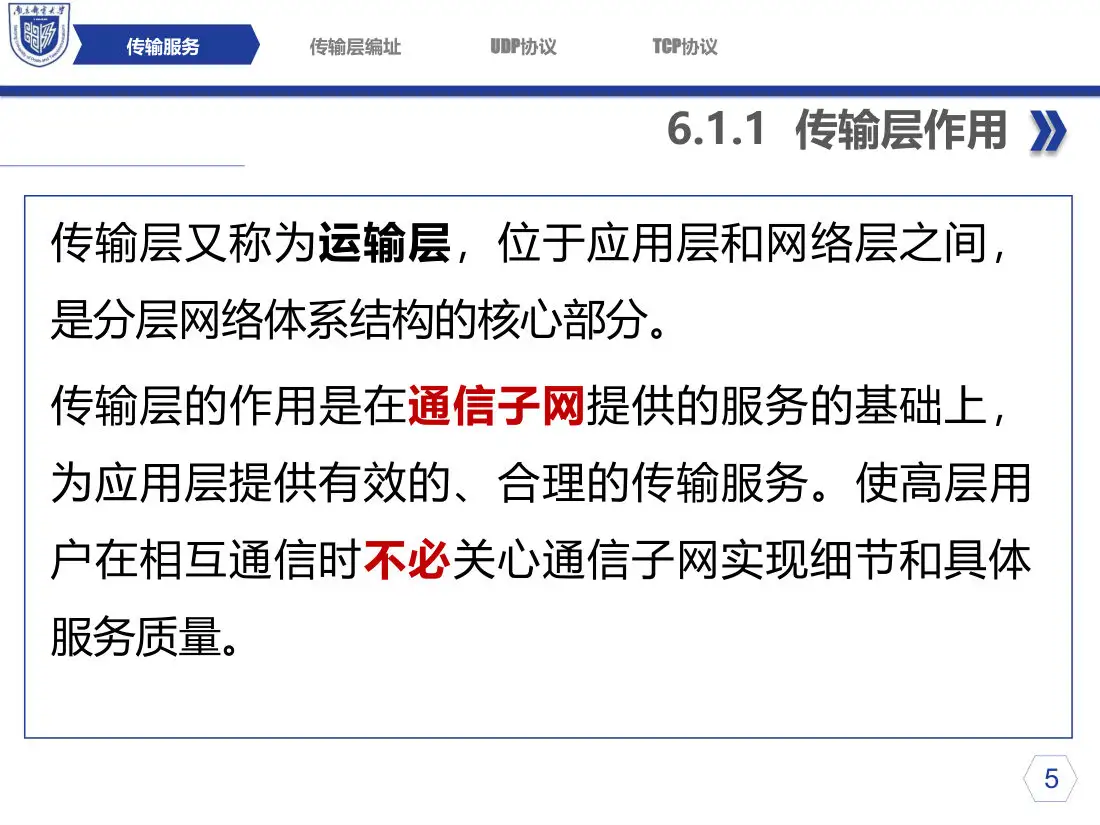 南京邮电大学
传输服务
传输层编址
UDP协议
TCP协议
6.1.1 传输层作用
传输层又称为运输层，位于应用层和网络层之间，
是分层网络体系结构的核心部分。
传输层的作用是在通信子网提供的服务的基础上，
为应用层提供有效的、合理的传输服务。使高层用
户在相互通信时不必关心通信子网实现细节和具体
服务质量。
5